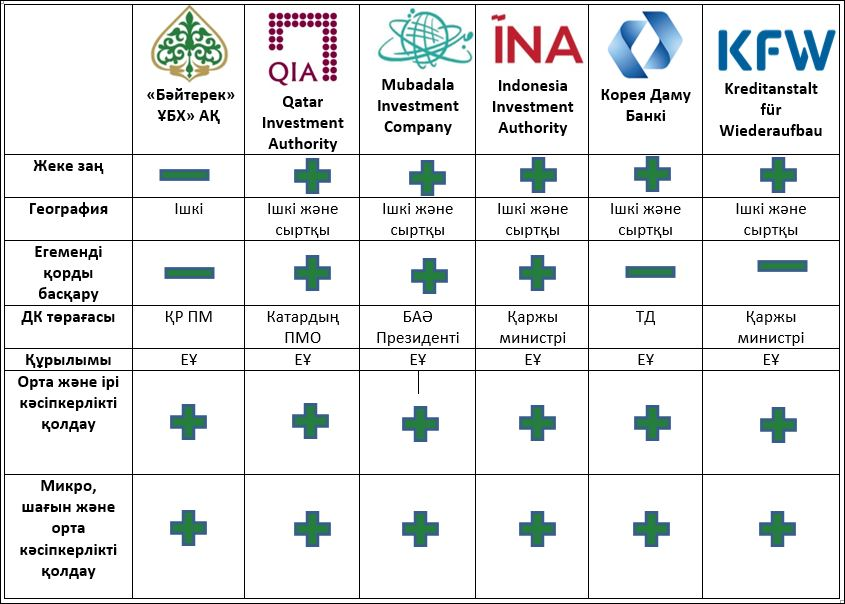 QIA
ÏNA
KFW
«Бәйтерек»
ҰБХ» АҚ
Qatar
Investment
Authority
Mubadala
Investment
Company
Indonesia
Investment
Authority
Корея Даму
Банкі
Kreditanstalt
für
Wiederaufbau
Жеке заң
География
Ішкі
Ішкі және
сыртқы
Ішкі және
сыртқы
Ішкі және
сыртқы
Ішкі және
сыртқы
Ішкі және
сыртқы
Егеменді
қорды
басқару
ДК төрағасы
ҚР ПМ
Катардың
ПМО
БАӘ
Президенті
Қаржы
министрі
ТД
Қаржы
министрі
Құрылымы
ЕҰ
ЕҰ
ЕҰ
ЕҰ
ЕҰ
ЕҰ
Орта және ірі
кәсіпкерлікті
қолдау
Микро,
шағын және
орта
кәсіпкерлікті
қолдау